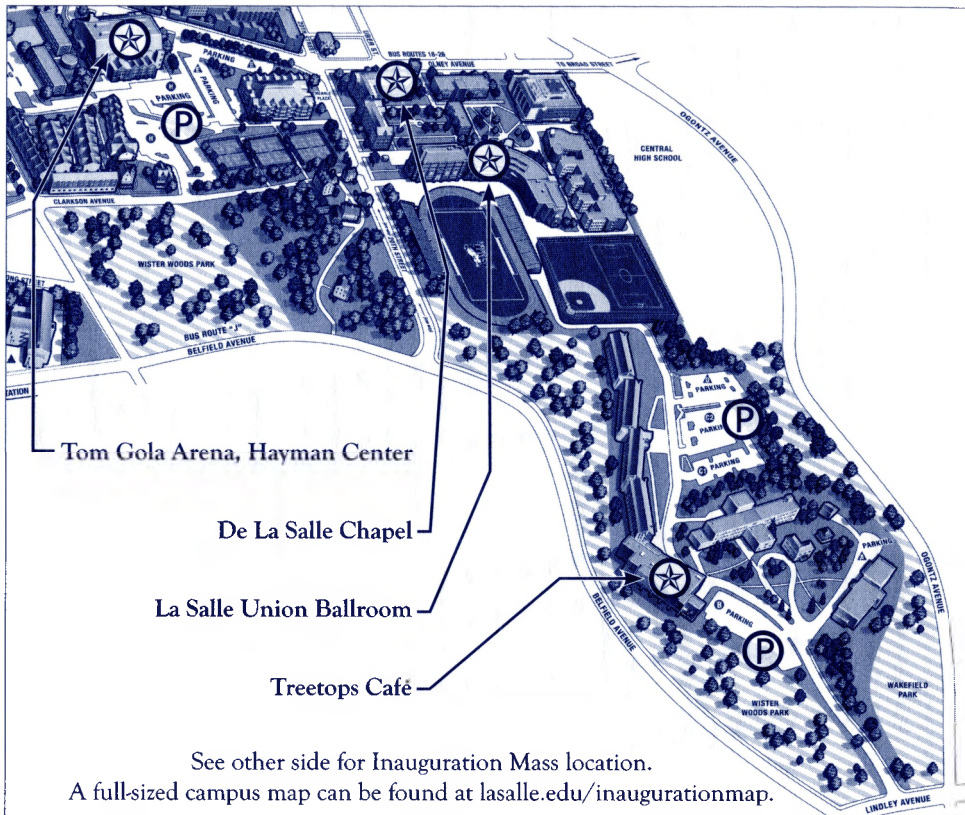 BUS ROUTES 18-26
OLNEY AVENUE
TO BROAD STREET
PARKING
PARKING
PARKING
P
OGONTZ AVENUE
CENTRAL
HIGH SCHOOL
CLARKSON AVENUE
WISTER WOODS PARK
BUS ROUTE "J"
BELFIELD AVENUE
PARKING
PARKING
P
PARKING
Tom Gola Arena, Hayman Center
De La Salle Chapel
La Salle Union Ballroom
Treetops Café
PARKING
PARKING
P
BELFIELD AVENUE
OGONTZ AVENUE
WISTER
WOODS PARK
WAKEFIELD
PARK
LINDLEY AVENUE
See other side for Inauguration Mass location.
A full-sized campus map can be found at lasalle.edu/inaugurationmap.